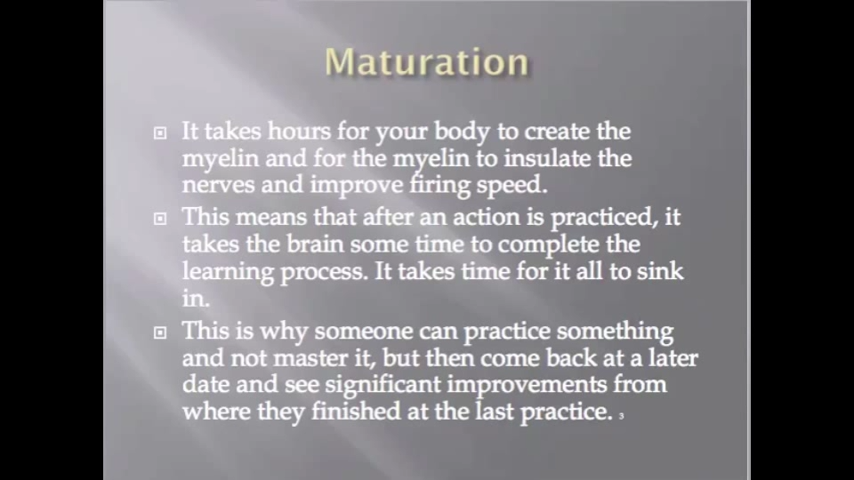 Maturation
It takes hours for your body to create the
myelin and for the myelin to insulate the
nerves and improve firing speed.
This means that after an action is practiced, it
takes the brain some time to complete the
learning process. It takes time for it all to sink
in.
This is why someone can practice something
and not master it, but then come back at a later
date and see significant improvements from
where they finished at the last practice. 3